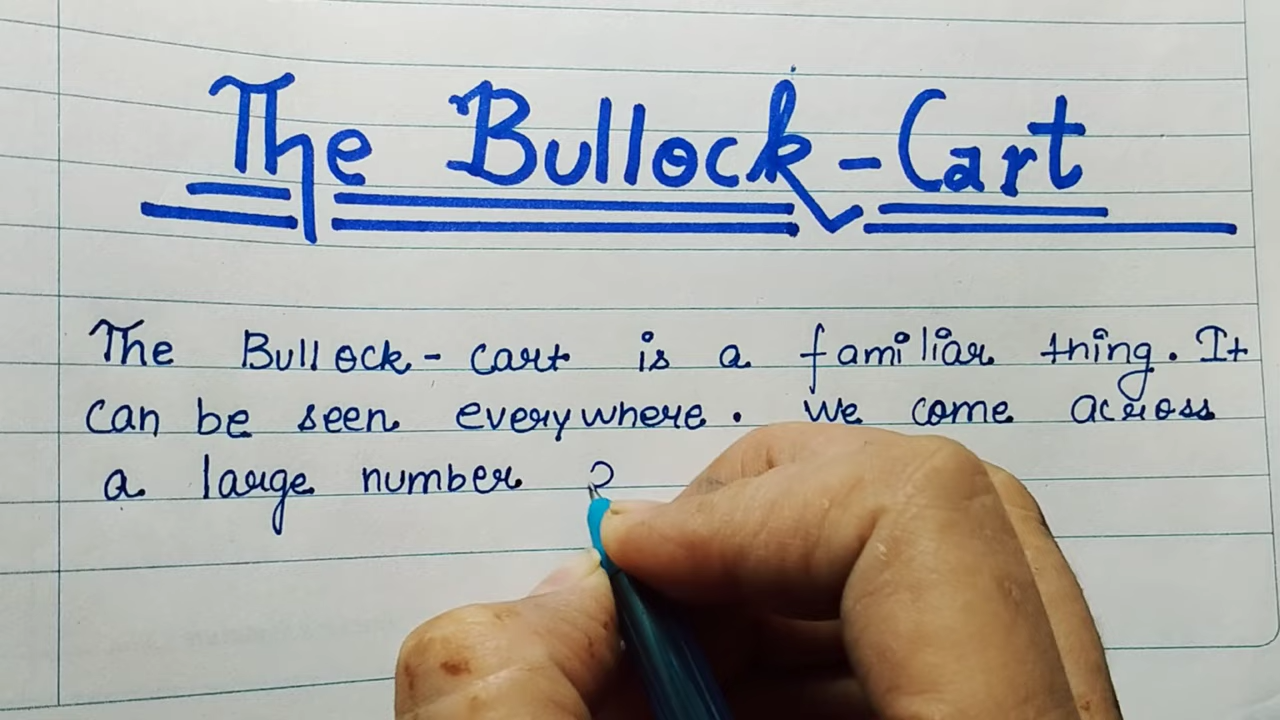 The Bullock-Cart
The Bullock-cart is a familiar thing. It
can be seen everywhere. We come across
a large number